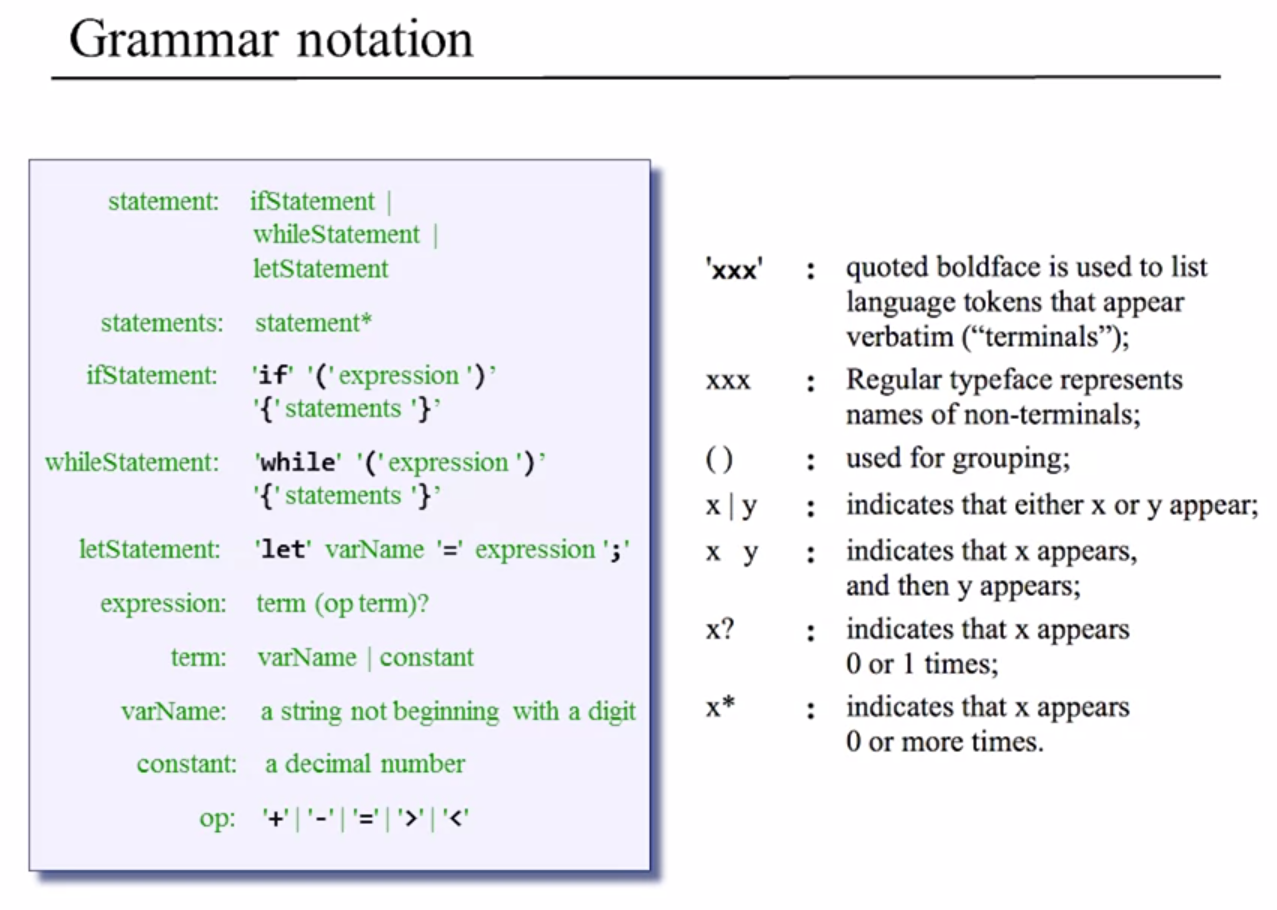 Grammar notation
statement: ifStatement |
whileStatement |
letStatement
statements: statement*
ifStatement: 'if' '(' expression ')’
'{' statements '}’
whileStatement: 'while' '(' expression ')’
'{' statements '}’
letStatement: 'let' varName '=' expression ';'
expression: term (op term)?
term: varName | constant
varName: a string not beginning with a digit
constant: a decimal number
op: '+' | '-' | '=' | '>' | '<'
'xxx' : quoted boldface is used to list
language tokens that appear
verbatim (“terminals”);
xxx : Regular typeface represents
names of non-terminals;
( ) : used for grouping;
x | y : indicates that either x or y appear;
x y : indicates that x appears,
and then y appears;
x? : indicates that x appears
0 or 1 times;
x* : indicates that x appears
0 or more times.